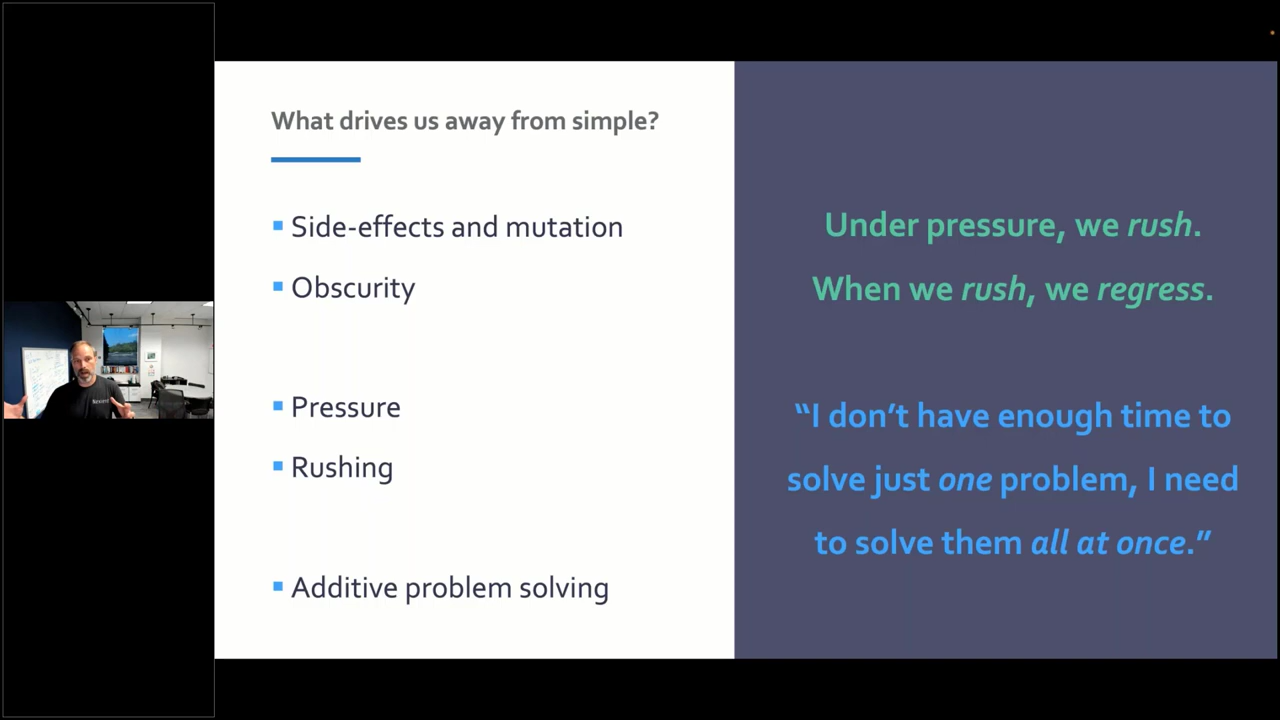 What drives us away from simple?
Side-effects and mutation
Obscurity
Pressure
Rushing
Additive problem solving
Under pressure, we rush.
When we rush, we regress.
“I don’t have enough time to
solve just one problem, I need
to solve them all at once.”